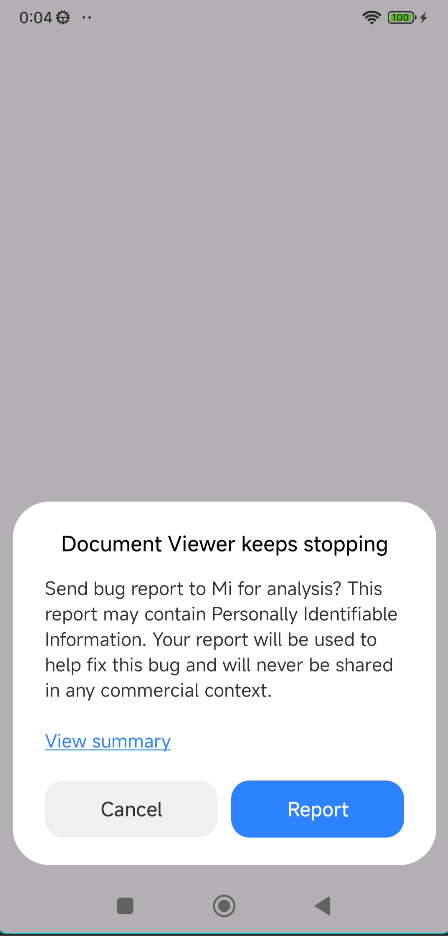 0:04
100
Document Viewer keeps stopping
Send bug report to Mi for analysis? This
report may contain Personally Identifiable
Information. Your report will be used to
help fix this bug and will never be shared
in any commercial context.
View summary
Cancel
Report